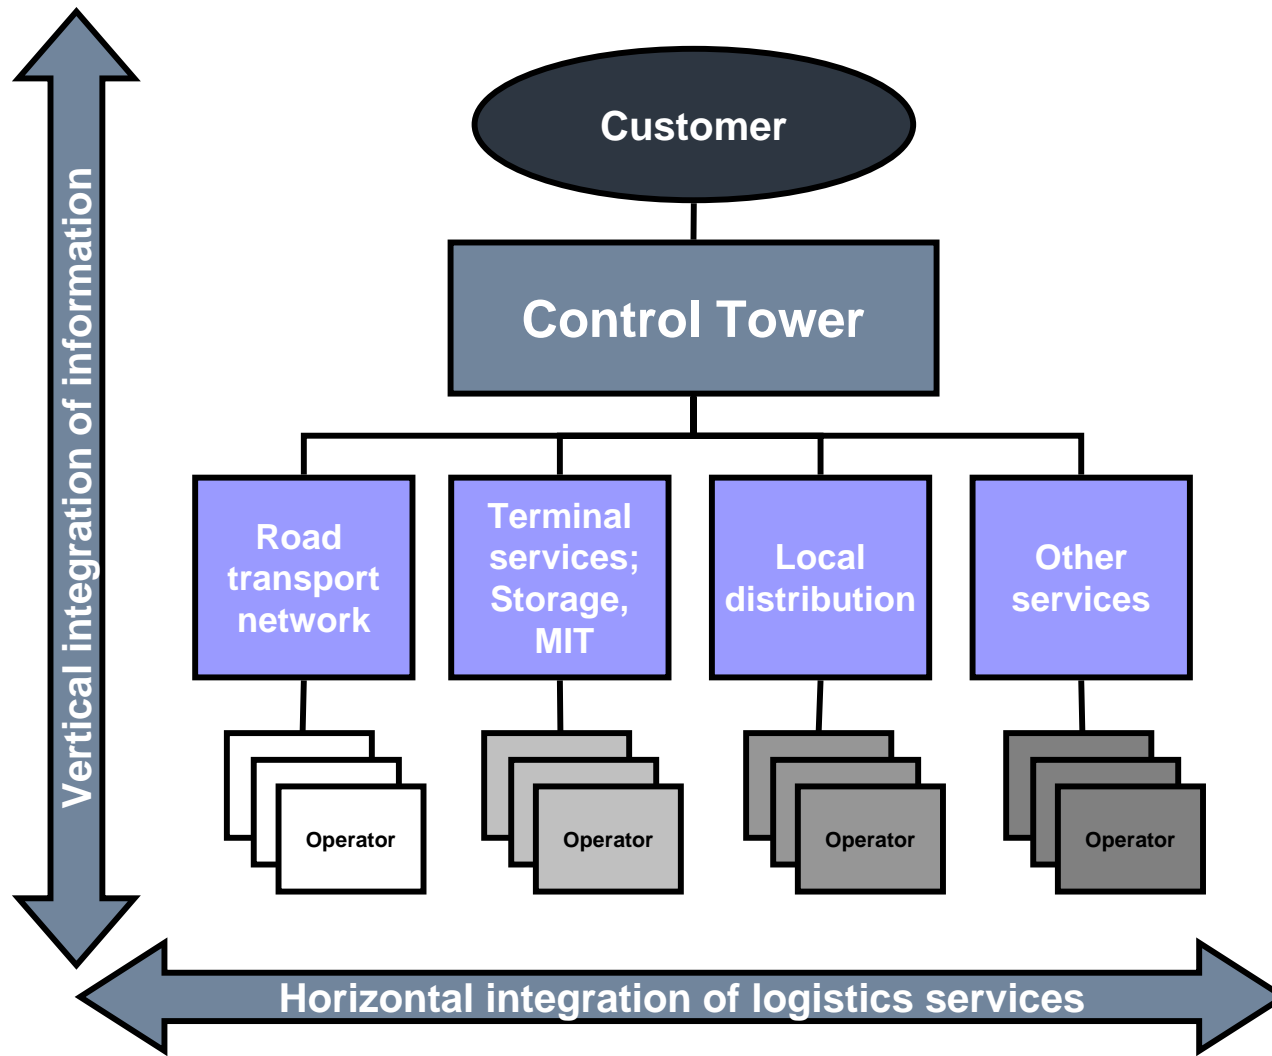 Customer
Control Tower
Vertical integration of information
Road
transport
network
Terminal
services;
Storage,
MIT
Local
distribution
Other
services
Operator
Operator
Operator
Operator
Horizontal integration of logistics services